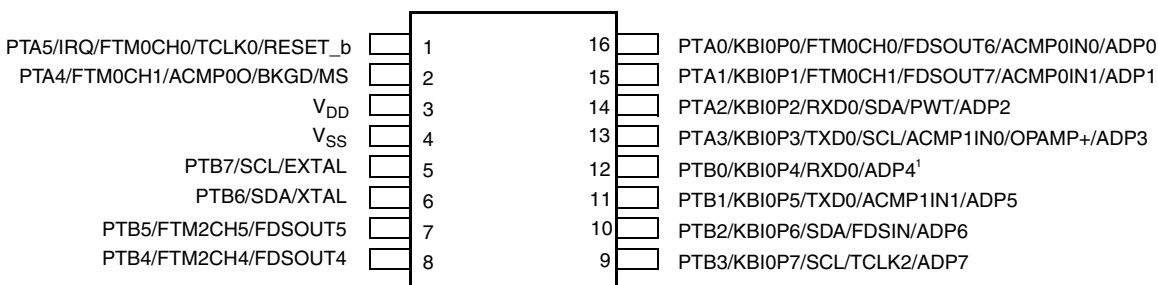 PTA5/IRQ/FTM0CH0/TCLK0/RESET_b 1 16 PTA0/KBI0P0/FTM0CH0/FDSOUT6/ACMP0IN0/ADP0
PTA4/FTM0CH1/ACMP0O/BKGD/MS 2 15 PTA1/KBI0P1/FTM0CH1/FDSOUT7/ACMP0IN1/ADP1
VDD 3 14 PTA2/KBI0P2/RXD0/SDA/PWT/ADP2
VSS 4 13 PTA3/KBI0P3/TXD0/SCL/ACMP1IN0/OPAMP+/ADP3
PTB7/SCL/EXTAL 5 12 PTB0/KBI0P4/RXD0/ADP4¹
PTB6/SDA/XTAL 6 11 PTB1/KBI0P5/TXD0/ACMP1IN1/ADP5
PTB5/FTM2CH5/FDSOUT5 7 10 PTB2/KBI0P6/SDA/FDSIN/ADP6
PTB4/FTM2CH4/FDSOUT4 8 9 PTB3/KBI0P7/SCL/TCLK2/ADP7